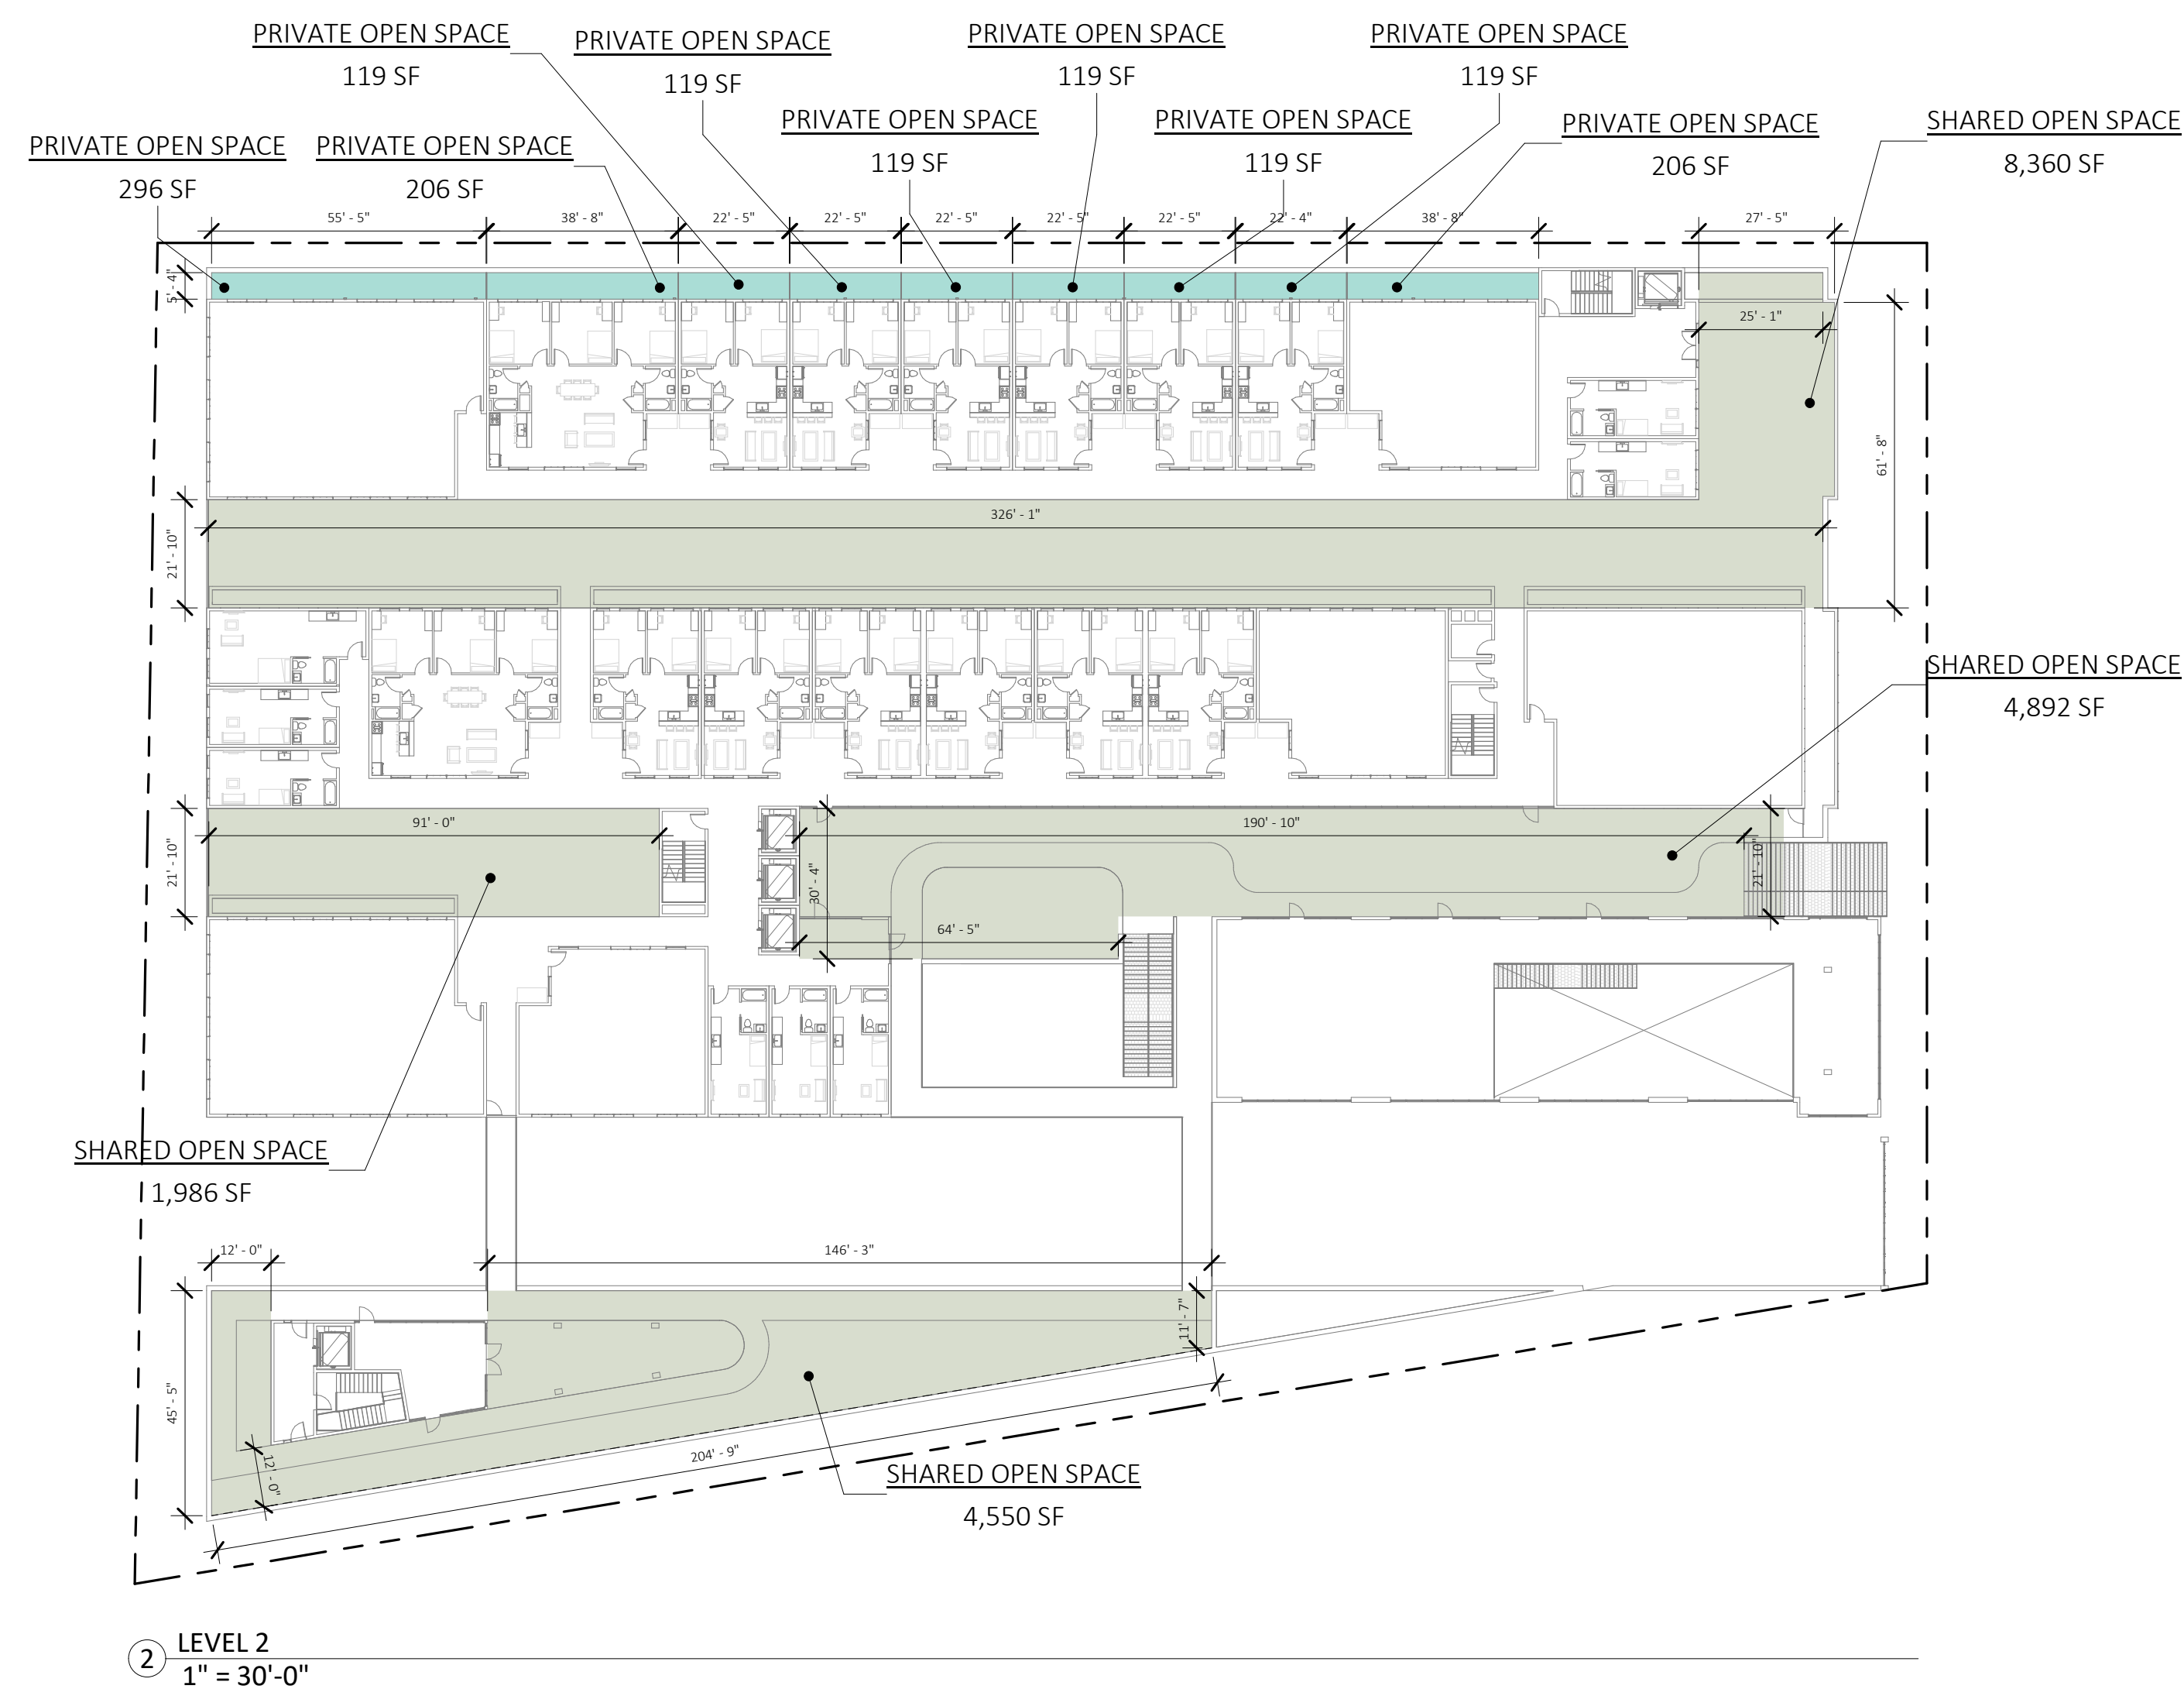 PRIVATE OPEN SPACE
119 SF
PRIVATE OPEN SPACE
119 SF
PRIVATE OPEN SPACE
119 SF
PRIVATE OPEN SPACE
119 SF
PRIVATE OPEN SPACE
296 SF
PRIVATE OPEN SPACE
206 SF
PRIVATE OPEN SPACE
119 SF
PRIVATE OPEN SPACE
119 SF
PRIVATE OPEN SPACE
206 SF
SHARED OPEN SPACE
8,360 SF
55' - 5"
38' - 8"
22' - 5"
22' - 5"
22' - 5"
22' - 5"
22' - 5"
22' - 4"
38' - 8"
27' - 5"
5' - 4"
25' - 1"
61' - 8"
326' - 1"
21' - 10"
SHARED OPEN SPACE
4,892 SF
91' - 0"
190' - 10"
21' - 10"
30' - 4"
21' - 10"
64' - 5"
SHARED OPEN SPACE
1,986 SF
12' - 0"
146' - 3"
11' - 7"
45' - 5"
12' - 0"
204' - 9"
SHARED OPEN SPACE
4,550 SF
2
LEVEL 2
1" = 30'-0"